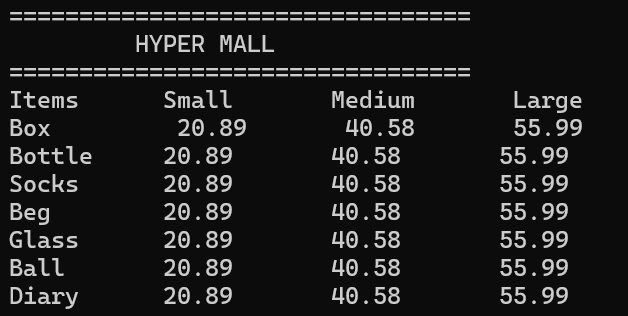 =================================
         HYPER MALL
=================================
Items      Small       Medium       Large
Box         20.89       40.58       55.99
Bottle     20.89       40.58       55.99
Socks      20.89       40.58       55.99
Beg        20.89       40.58       55.99
Glass      20.89       40.58       55.99
Ball       20.89       40.58       55.99
Diary      20.89       40.58       55.99